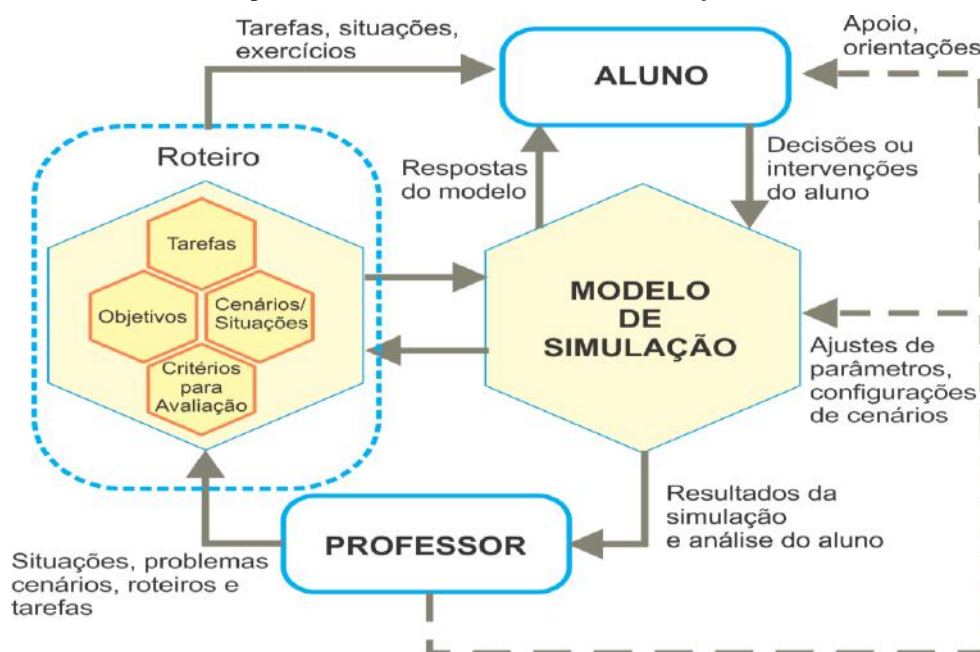 Tarefas, situações,
exercícios
ALUNO
Apoio,
orientações
Roteiro
Respostas
do modelo
Decisões ou
intervenções
do aluno
Tarefas
Objetivos
Cenários/
Situações
Critérios
para
Avaliação
MODELO
DE
SIMULAÇÃO
Ajustes de
parâmetros,
configurações
de cenários
Resultados da
simulação
e análise do aluno
PROFESSOR
Situações, problemas
cenários, roteiros e
tarefas